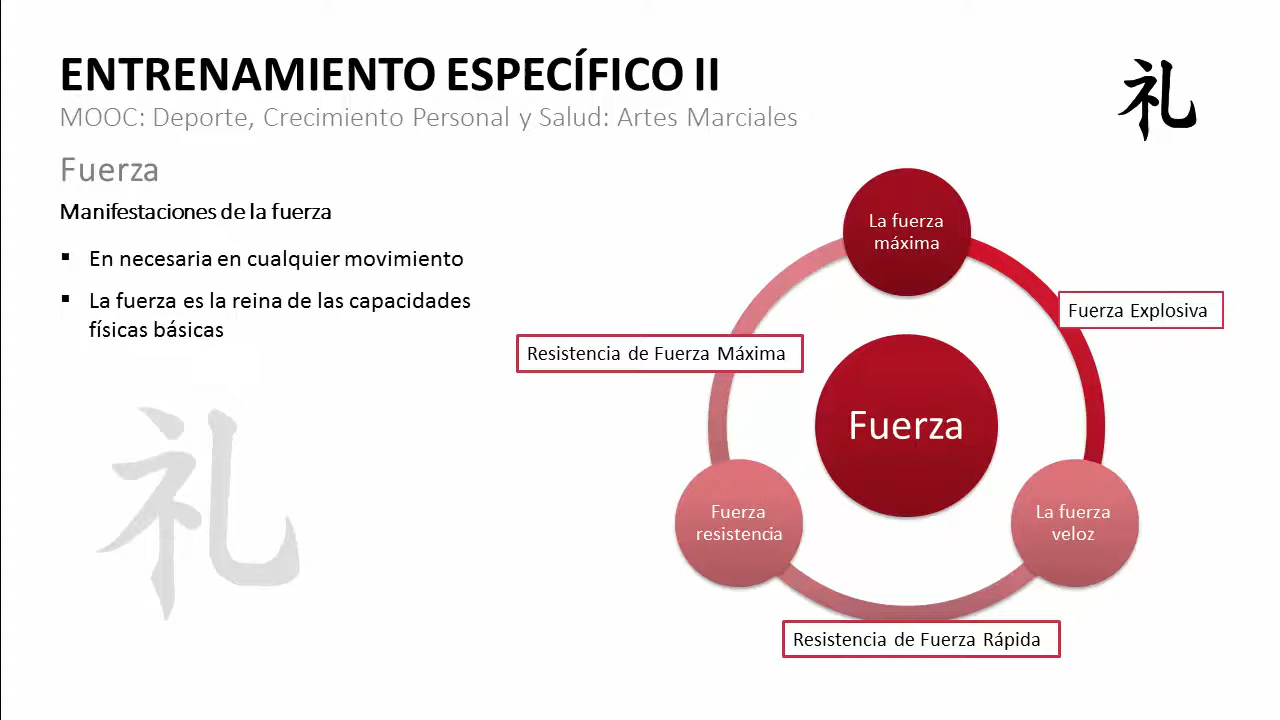 ENTRENAMIENTO ESPECÍFICO II
MOOC: Deporte, Crecimiento Personal y Salud: Artes Marciales
礼
Fuerza
Manifestaciones de la fuerza
▪ En necesaria en cualquier movimiento
▪ La fuerza es la reina de las capacidades
físicas básicas
礼
La fuerza
máxima
Fuerza Explosiva
Resistencia de Fuerza Máxima
Fuerza
Fuerza
resistencia
La fuerza
veloz
Resistencia de Fuerza Rápida